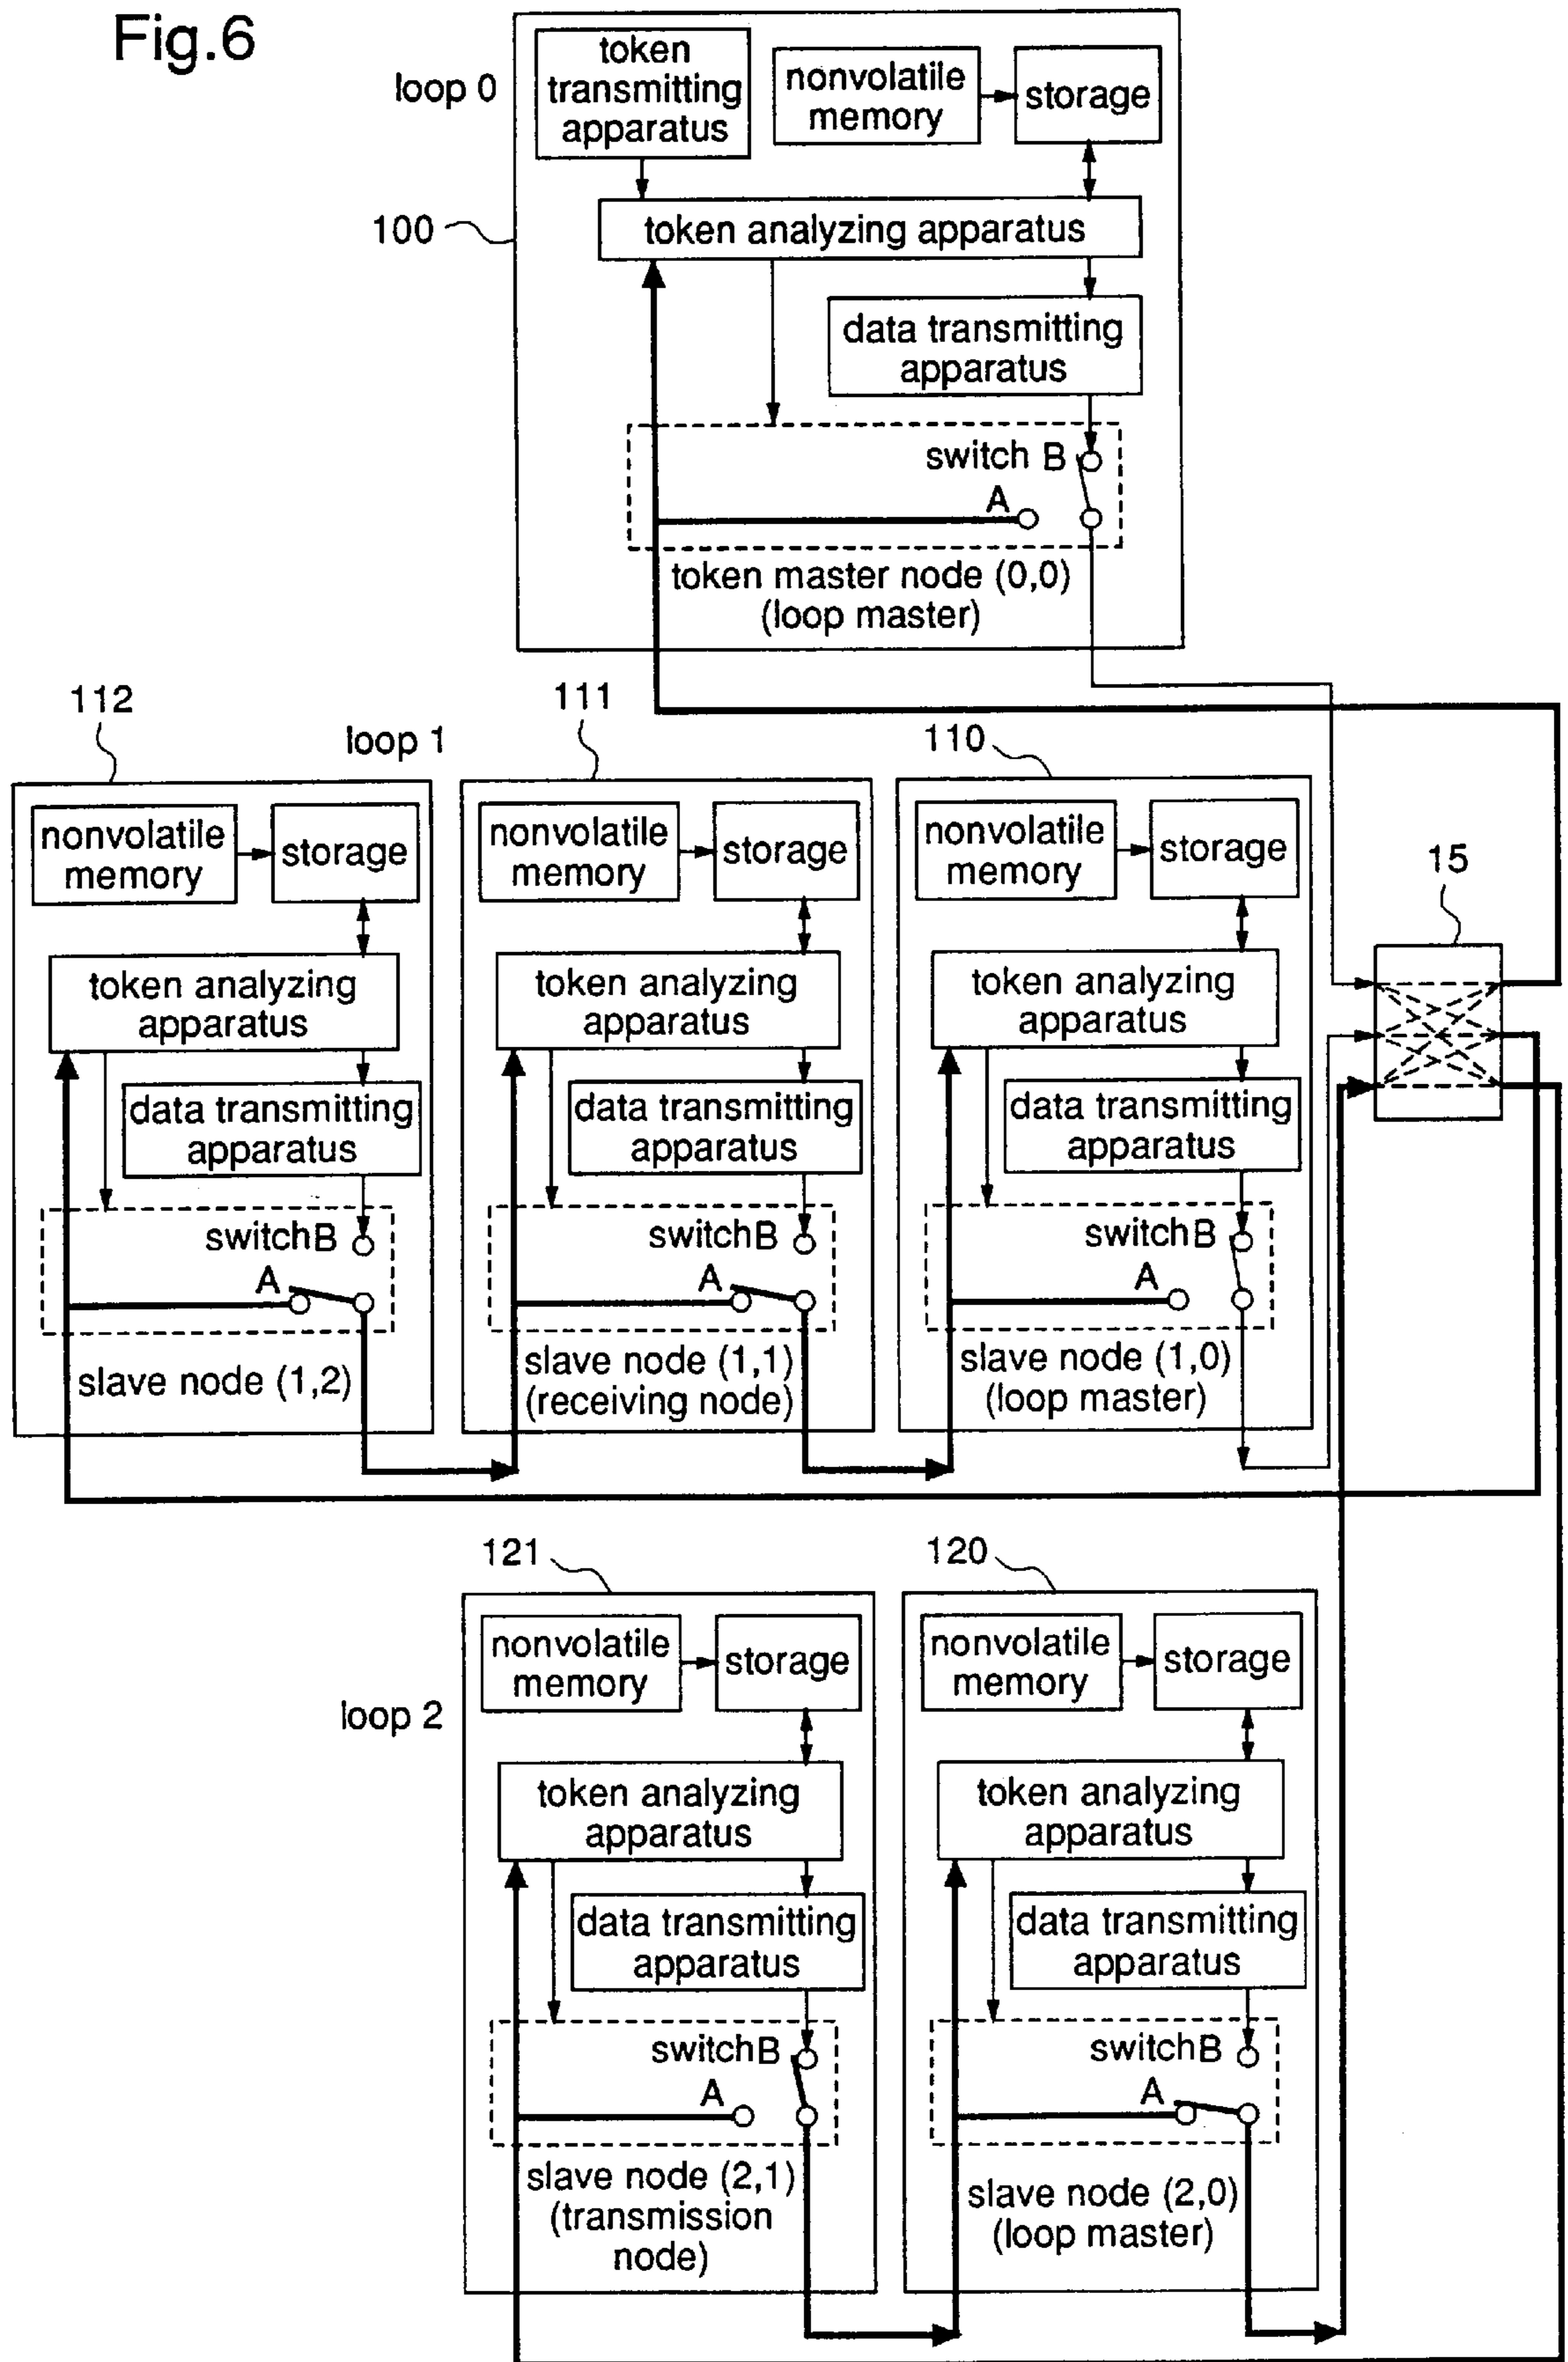 Fig.6
loop 0
token
transmitting
apparatus
nonvolatile
memory
storage
100
token analyzing apparatus
data transmitting
apparatus
switch B
A
token master node (0,0)
(loop master)
112
loop 1
111
110
15
nonvolatile
memory
storage
token analyzing
apparatus
data transmitting
apparatus
switchB
A
slave node (1,2)
nonvolatile
memory
storage
token analyzing
apparatus
data transmitting
apparatus
switchB
A
slave node (1,1)
(receiving node)
nonvolatile
memory
storage
token analyzing
apparatus
data transmitting
apparatus
switchB
A
slave node (1,0)
(loop master)
loop 2
121
120
nonvolatile
memory
storage
token analyzing
apparatus
data transmitting
apparatus
switchB
A
slave node (2,1)
(transmission
node)
nonvolatile
memory
storage
token analyzing
apparatus
data transmitting
apparatus
switchB
A
slave node (2,0)
(loop master)